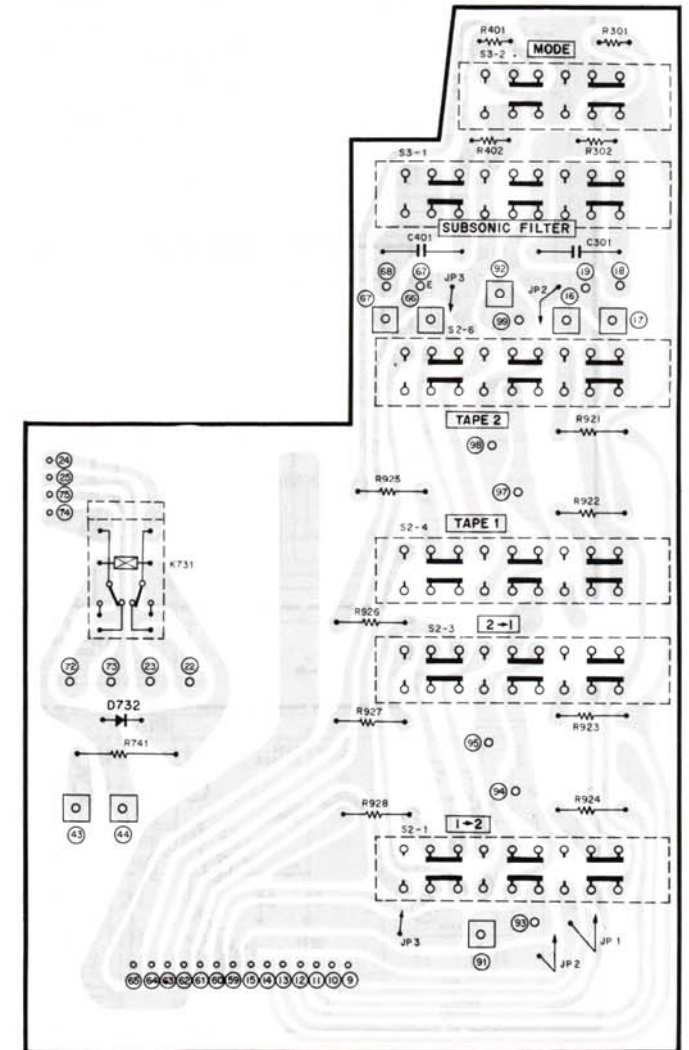 R401 R301
MODE
S3-2
R402 R302
S3-1
SUBSONIC FILTER
C401 C301
68 67 E JP3 92 JP2 19 18
67 66 99 16 17
S2-6
TAPE 2 R921
98
24
25
75
74
R925 97
R922
S2-4 TAPE 1
K731
R926
S2-3 2→1
72 73 23 22
D732
R927 R923
R741 95
94
R928 R924
43 44
S2-1 1→2
93
JP3 91 JP2 JP1
65 64 63 62 61 60 59 15 14 13 12 11 10 9